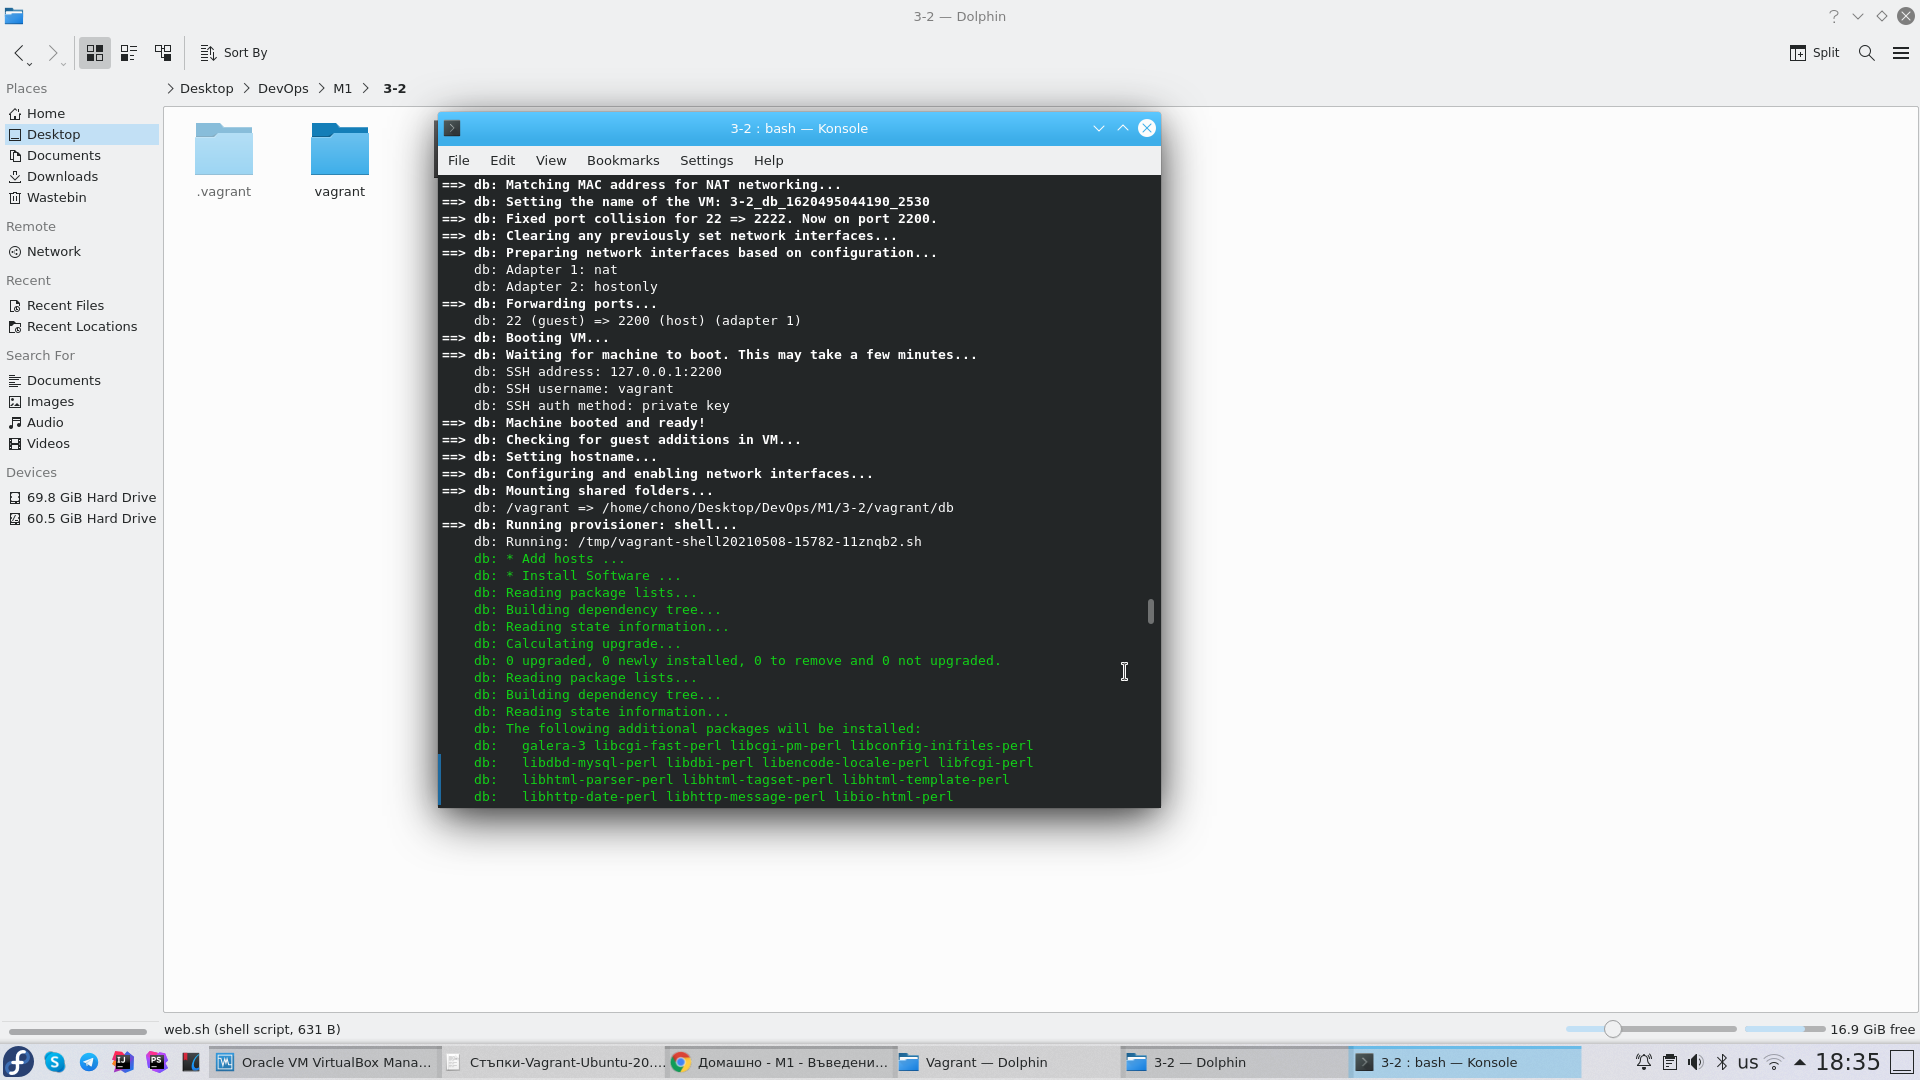 3-2 — Dolphin
Sort By
Split
Places
Desktop
DevOps
M1
3-2
Home
Desktop
Documents
Downloads
Wastebin
Remote
Network
Recent
Recent Files
Recent Locations
Search For
Documents
Images
Audio
Videos
Devices
69.8 GiB Hard Drive
60.5 GiB Hard Drive
.vagrant
vagrant
3-2 : bash — Konsole
File Edit View Bookmarks Settings Help
==> db: Matching MAC address for NAT networking...
==> db: Setting the name of the VM: 3-2_db_1620495044190_2530
==> db: Fixed port collision for 22 => 2222. Now on port 2200.
==> db: Clearing any previously set network interfaces...
==> db: Preparing network interfaces based on configuration...
db: Adapter 1: nat
db: Adapter 2: hostonly
==> db: Forwarding ports...
db: 22 (guest) => 2200 (host) (adapter 1)
==> db: Booting VM...
==> db: Waiting for machine to boot. This may take a few minutes...
db: SSH address: 127.0.0.1:2200
db: SSH username: vagrant
db: SSH auth method: private key
==> db: Machine booted and ready!
==> db: Checking for guest additions in VM...
==> db: Setting hostname...
==> db: Configuring and enabling network interfaces...
==> db: Mounting shared folders...
db: /vagrant => /home/chono/Desktop/DevOps/M1/3-2/vagrant/db
==> db: Running provisioner: shell...
db: Running: /tmp/vagrant-shell20210508-15782-11znqb2.sh
db: * Add hosts ...
db: * Install Software ...
db: Reading package lists...
db: Building dependency tree...
db: Reading state information...
db: Calculating upgrade...
db: 0 upgraded, 0 newly installed, 0 to remove and 0 not upgraded.
db: Reading package lists...
db: Building dependency tree...
db: Reading state information...
db: The following additional packages will be installed:
db: galera-3 libcgi-fast-perl libcgi-pm-perl libconfig-inifiles-perl
db: libdbd-mysql-perl libdbi-perl libencode-locale-perl libfcgi-perl
db: libhtml-parser-perl libhtml-tagset-perl libhtml-template-perl
db: libhttp-date-perl libhttp-message-perl libio-html-perl
web.sh (shell script, 631 B)
16.9 GiB free
Oracle VM VirtualBox Mana...
Стъпки-Vagrant-Ubuntu-20....
Домашно - M1 - Въведени...
Vagrant — Dolphin
3-2 — Dolphin
3-2 : bash — Konsole
us
18:35